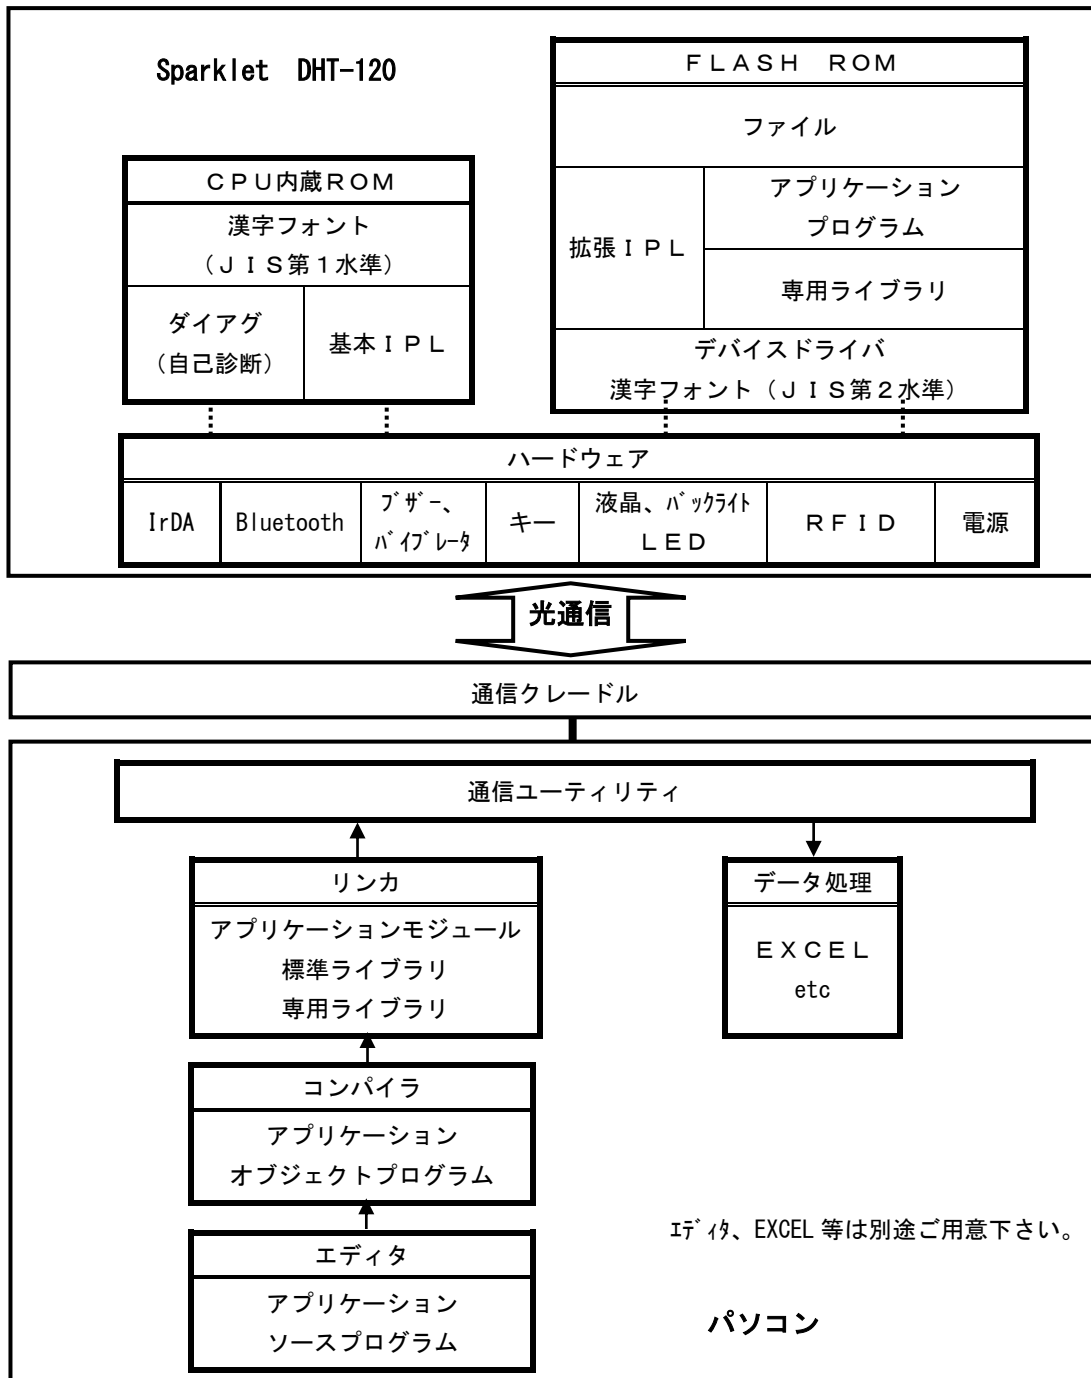 Sparklet DHT-120
FLASH ROM
ファイル
拡張IPL
アプリケーション
プログラム
専用ライブラリ
デバイスドライバ
漢字フォント(JIS第2水準)
CPU内蔵ROM
漢字フォント
(JIS第1水準)
ダイアグ
(自己診断)
基本IPL
ハードウェア
IrDA
Bluetooth
ブザー、
バイブレータ
キー
液晶、バックライト
LED
RFID
電源
光通信
通信クレードル
通信ユーティリティ
リンカ
アプリケーションモジュール
標準ライブラリ
専用ライブラリ
データ処理
EXCEL
etc
コンパイラ
アプリケーション
オブジェクトプログラム
エディタ
アプリケーション
ソースプログラム
エディタ、EXCEL 等は別途ご用意下さい。
パソコン